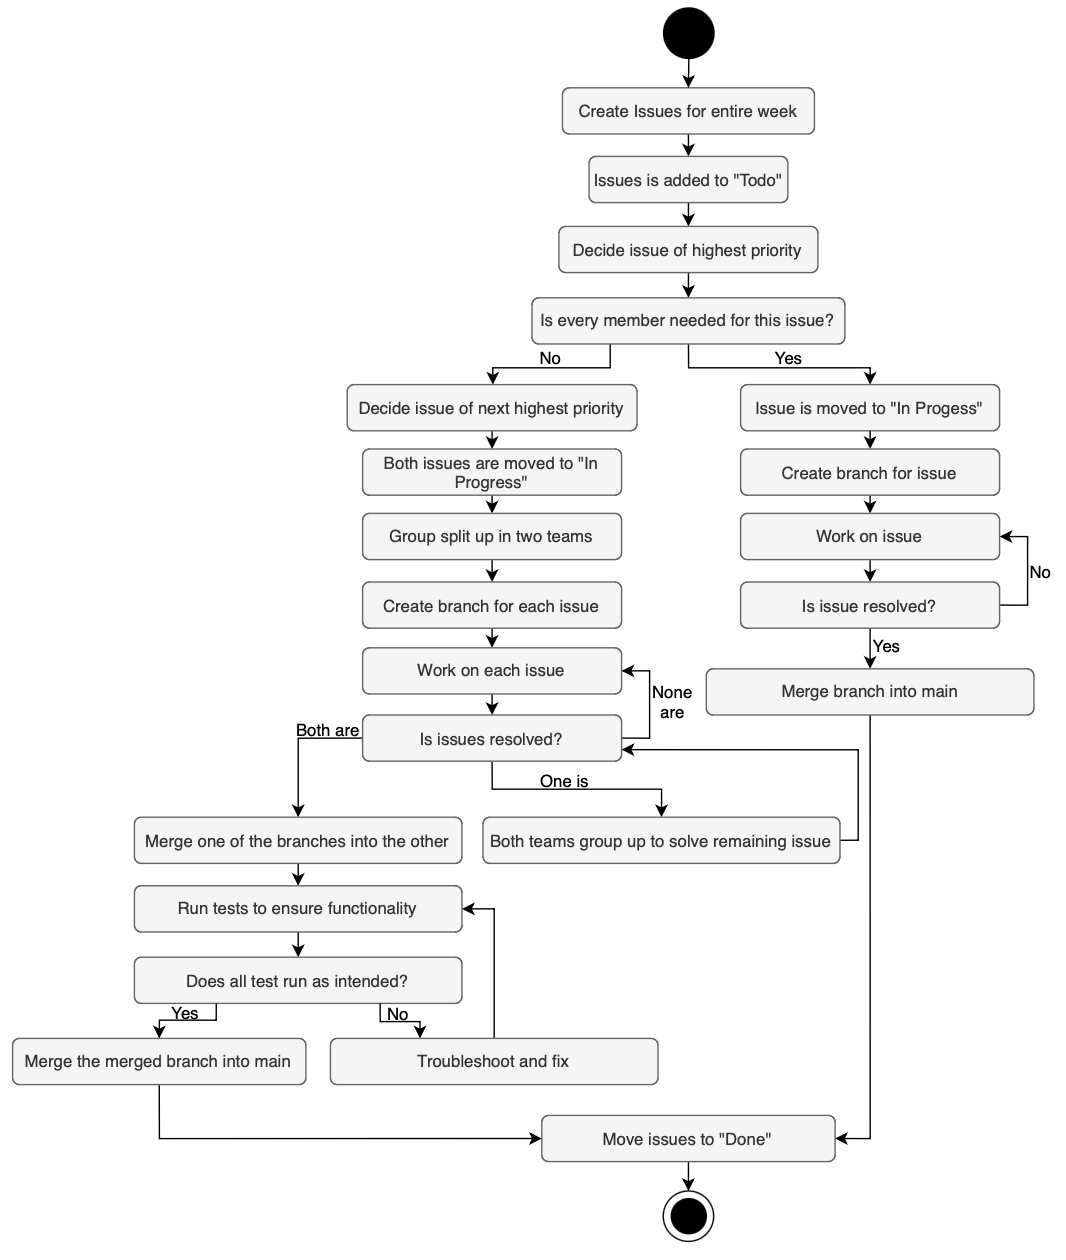 Create Issues for entire week
Issues is added to "Todo"
Decide issue of highest priority
Is every member needed for this issue?
No
Yes
Decide issue of next highest priority
Issue is moved to "In Progess"
Both issues are moved to "In
Progress"
Create branch for issue
Group split up in two teams
Work on issue
No
Create branch for each issue
Is issue resolved?
Yes
Work on each issue
None
are
Merge branch into main
Both are
Is issues resolved?
One is
Merge one of the branches into the other
Both teams group up to solve remaining issue
Run tests to ensure functionality
Does all test run as intended?
Yes
No
Merge the merged branch into main
Troubleshoot and fix
Move issues to "Done"